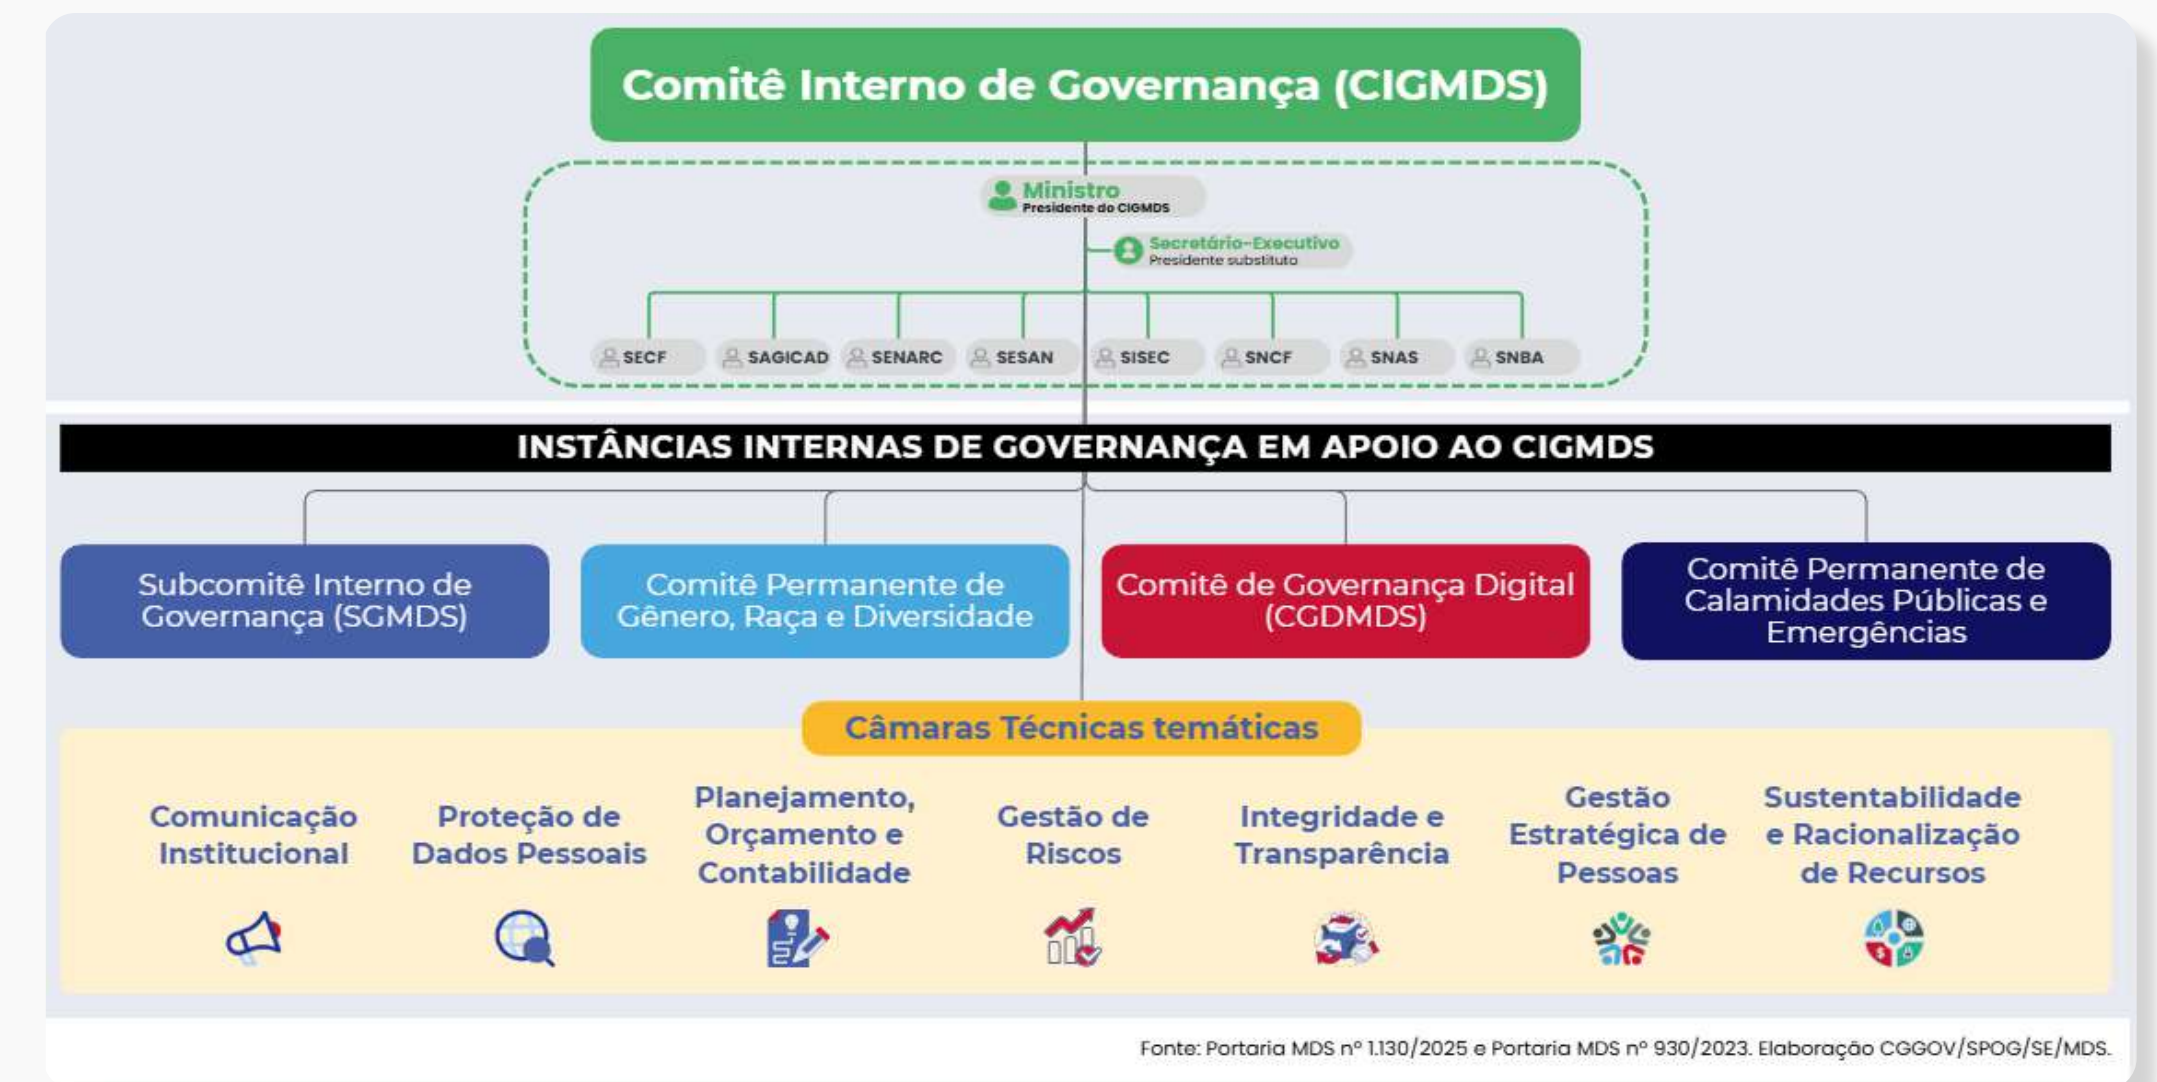 Comitê Interno de Governança (CIGMDS)
Ministro
Presidente do CIGMDS
Secretário-Executivo
Presidente substituto
SECF
SAGICAD
SENARC
SESAN
SISEC
SNCF
SNAS
SNBA
INSTÂNCIAS INTERNAS DE GOVERNANÇA EM APOIO AO CIGMDS
Subcomitê Interno de
Governança (SGMDS)
Comitê Permanente de
Gênero, Raça e Diversidade
Comitê de Governança Digital
(CGDMDS)
Comitê Permanente de
Calamidades Públicas e
Emergências
Câmaras Técnicas temáticas
Comunicação
Institucional
Proteção de
Dados Pessoais
Planejamento,
Orçamento e
Contabilidade
Gestão de
Riscos
Integridade e
Transparência
Gestão
Estratégica de
Pessoas
Sustentabilidade
e Racionalização
de Recursos
Fonte: Portaria MDS nº 1.130/2025 e Portaria MDS nº 930/2023. Elaboração CGGOV/SPOG/SE/MDS.